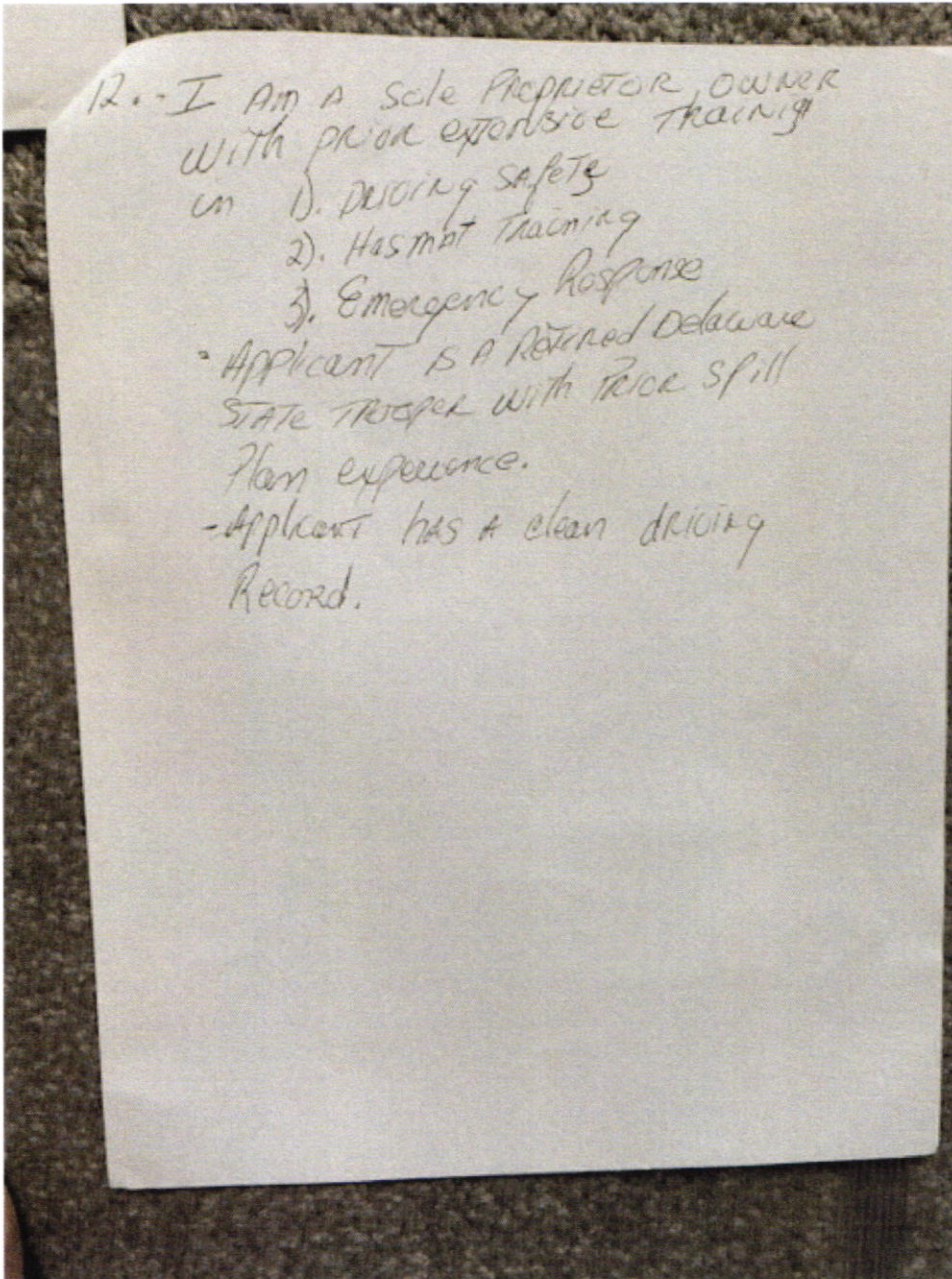 12. - I Am A Sole Proprietor, OWNER
with prior extensive Training
in 1). Driving Safety
2). Hasmat Training
3). Emergency Response
• Applicant is A Retired Delaware
State Trooper with Prior Spill
Plan experience.
- Applicant has A clean driving
Record.